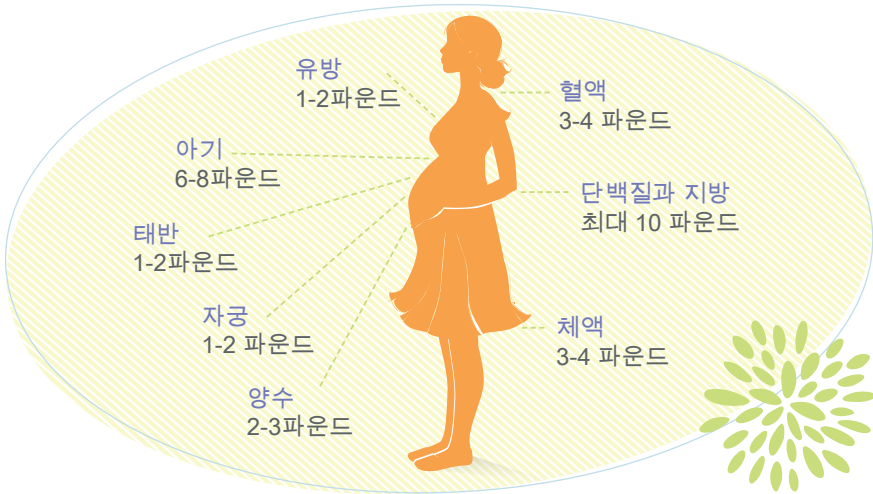 유방
1-2파운드
아기
6-8파운드
태반
1-2파운드
자궁
1-2 파운드
양수
2-3파운드
혈액
3-4 파운드
단백질과 지방
최대 10 파운드
체액
3-4 파운드